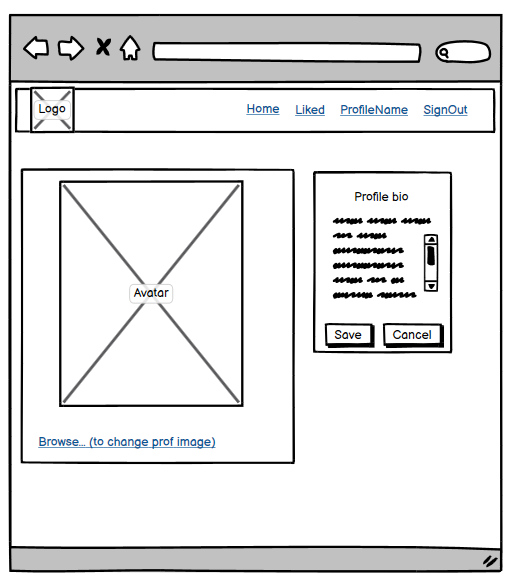 Logo
Home Liked ProfileName SignOut
Avatar
Browse... (to change prof image)
Profile bio
Save Cancel